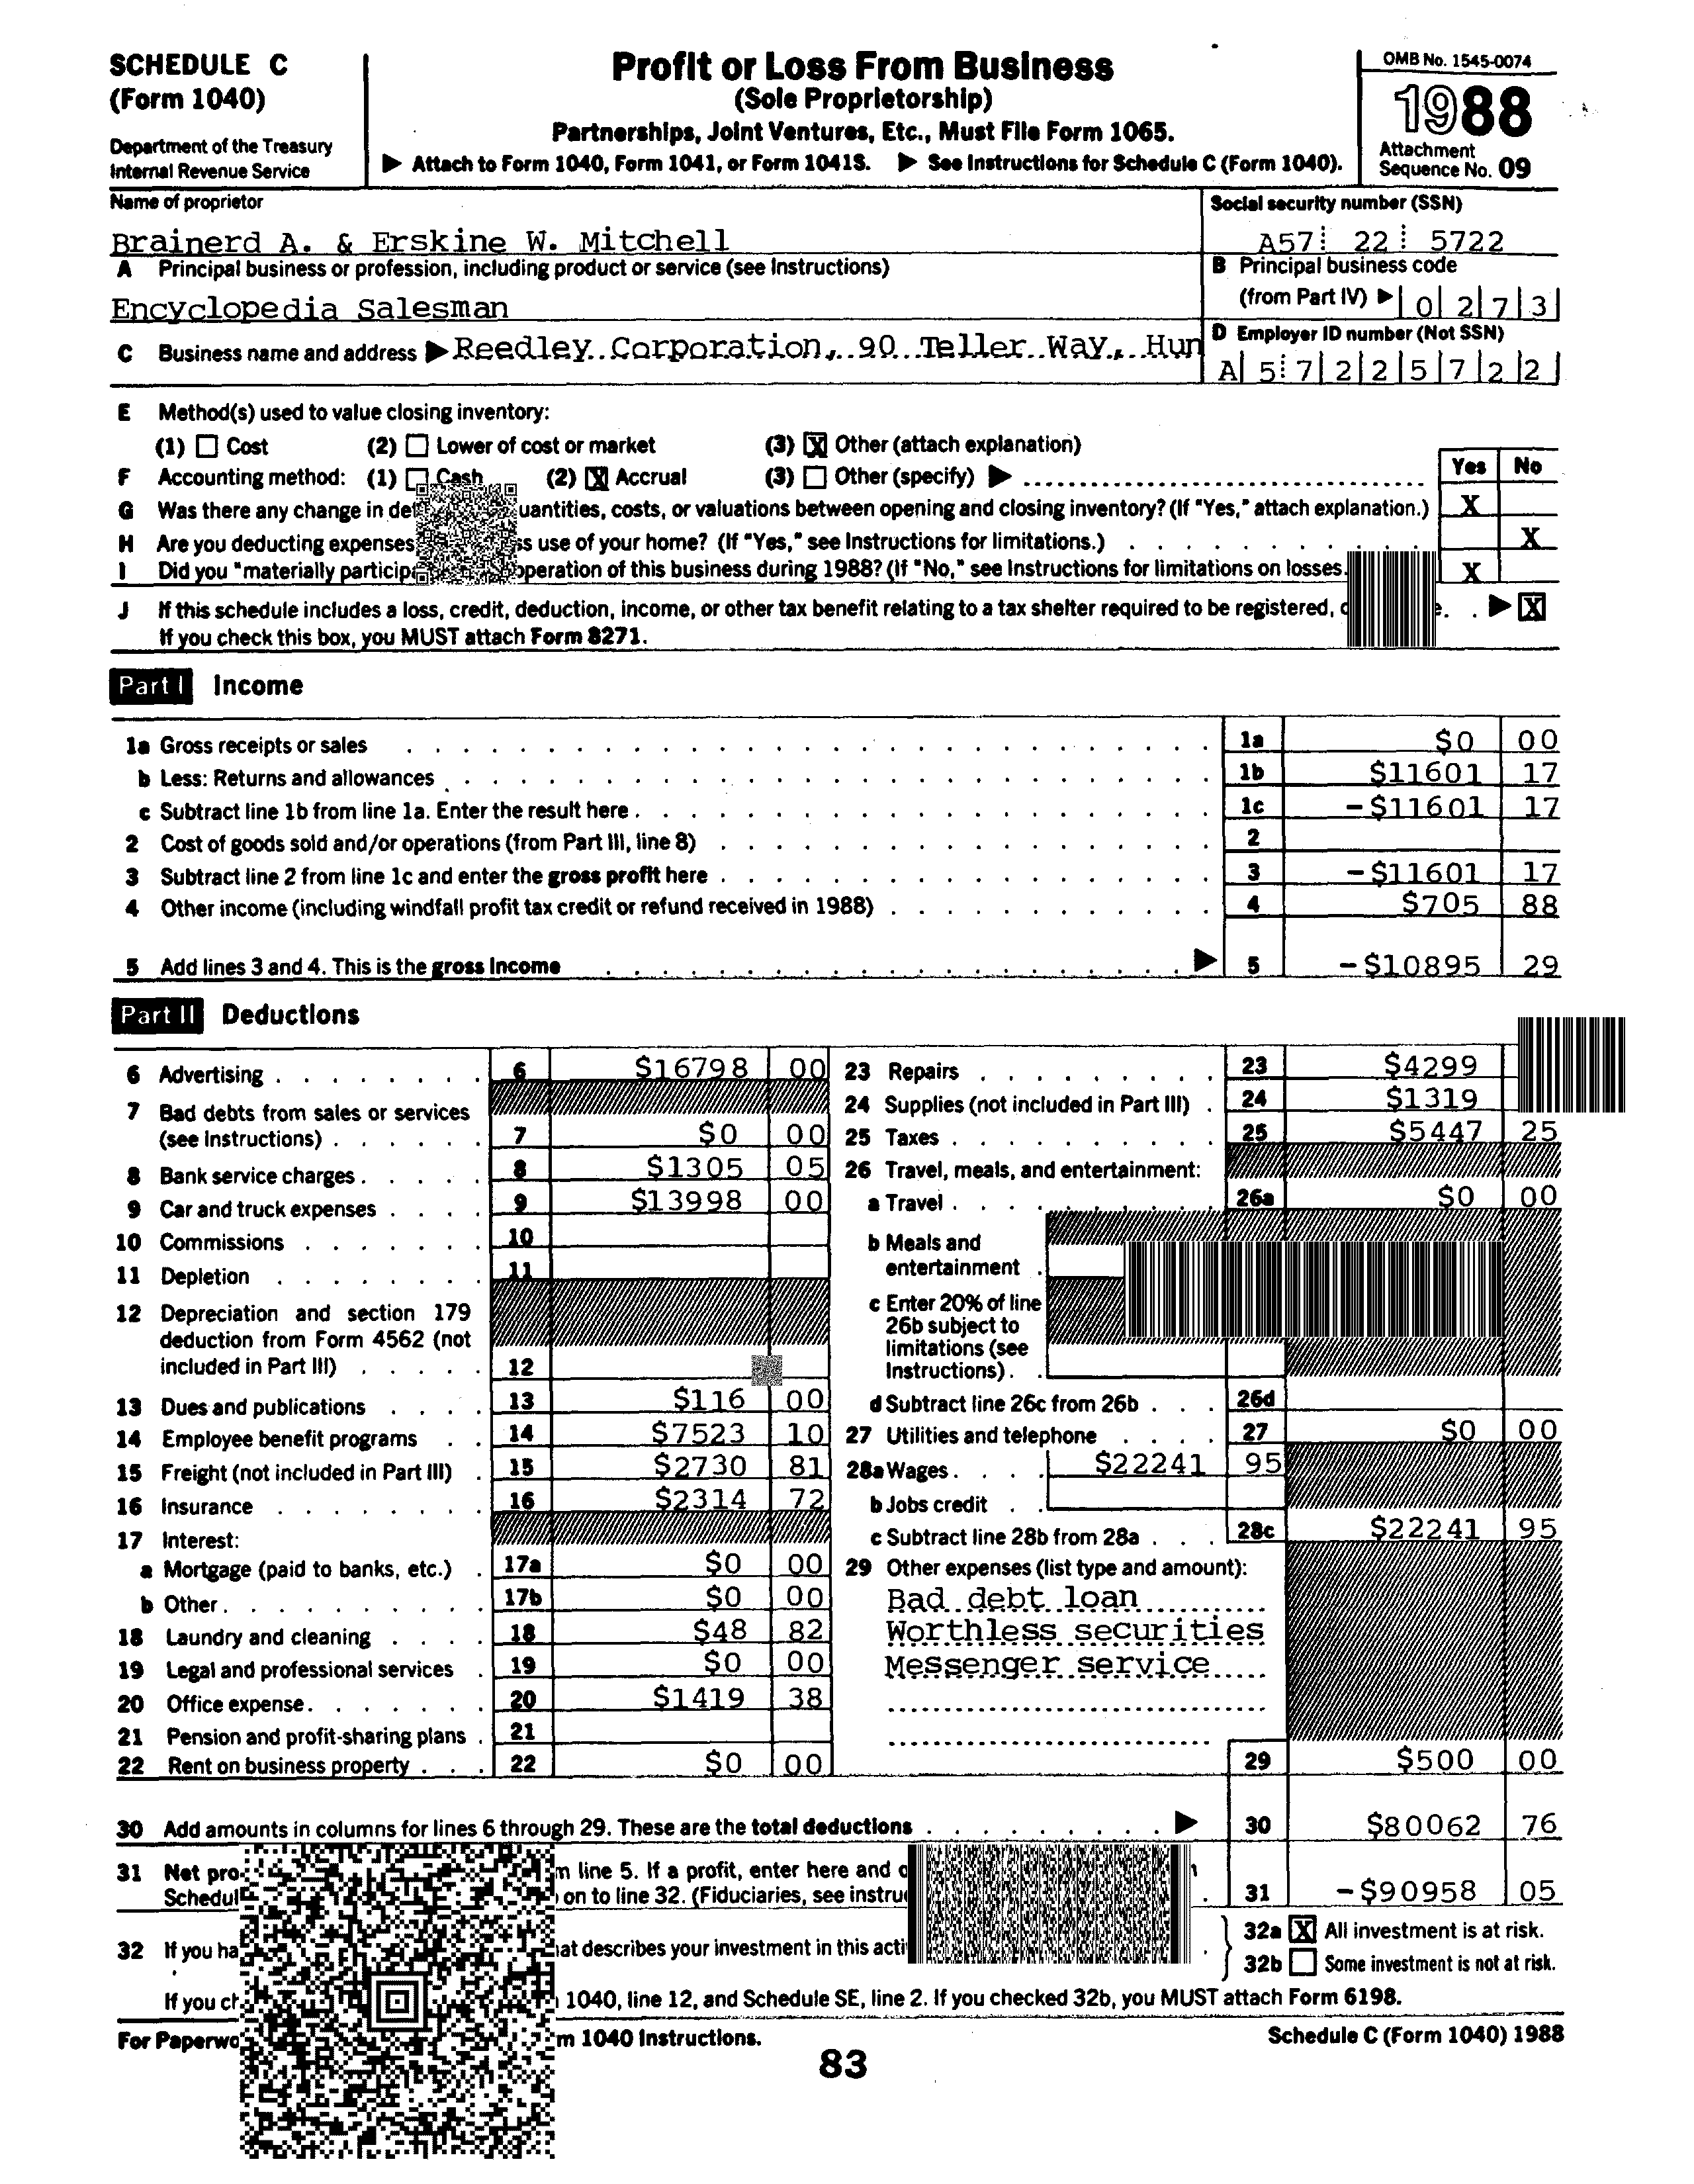 SCHEDULE C
(Form 1040)
Department of the Treasury
Internal Revenue Service
Profit or Loss From Business
(Sole Proprietorship)
Partnerships, Joint Ventures, Etc., Must File Form 1065.
▶ Attach to Form 1040, Form 1041, or Form 1041S. ▶ See Instructions for Schedule C (Form 1040).
OMB No. 1545-0074
1988
Attachment
Sequence No. 09
Name of proprietor
Brainerd A. & Erskine W. Mitchell
Social security number (SSN)
A57 22 5722
A Principal business or profession, including product or service (see Instructions)
Encyclopedia Salesman
B Principal business code
(from Part IV) ▶ 0 2 7 3
C Business name and address ▶ Reedley Corporation, 90 Teller Way, Hun
D Employer ID number (Not SSN)
A 5 7 2 2 5 7 2 2
E Method(s) used to value closing inventory:
(1) Cost (2) Lower of cost or market (3) X Other (attach explanation)
F Accounting method: (1) Cash (2) X Accrual (3) Other (specify) ▶
Yes No
G Was there any change in uantities, costs, or valuations between opening and closing inventory? (If "Yes," attach explanation.) X
H Are you deducting expenses use of your home? (If "Yes," see Instructions for limitations.) X
I Did you "materially operation of this business during 1988? (If "No," see Instructions for limitations on losses. X
J If this schedule includes a loss, credit, deduction, income, or other tax benefit relating to a tax shelter required to be registered, ▶ X
If you check this box, you MUST attach Form 8271.
Part I Income
1a Gross receipts or sales 1a $0 00
b Less: Returns and allowances 1b $11601 17
c Subtract line 1b from line 1a. Enter the result here 1c -$11601 17
2 Cost of goods sold and/or operations (from Part III, line 8) 2
3 Subtract line 2 from line 1c and enter the gross profit here 3 -$11601 17
4 Other income (including windfall profit tax credit or refund received in 1988) 4 $705 88
5 Add lines 3 and 4. This is the gross income ▶ 5 -$10895 29
Part II Deductions
6 Advertising 6 $16798 00
7 Bad debts from sales or services
(see Instructions) 7 $0 00
8 Bank service charges 8 $1305 05
9 Car and truck expenses 9 $13998 00
10 Commissions 10
11 Depletion 11
12 Depreciation and section 179
deduction from Form 4562 (not
included in Part III) 12
13 Dues and publications 13 $116 00
14 Employee benefit programs 14 $7523 10
15 Freight (not included in Part III) 15 $2730 81
16 Insurance 16 $2314 72
17 Interest:
a Mortgage (paid to banks, etc.) 17a $0 00
b Other 17b $0 00
18 Laundry and cleaning 18 $48 82
19 Legal and professional services 19 $0 00
20 Office expense 20 $1419 38
21 Pension and profit-sharing plans 21
22 Rent on business property 22 $0 00
23 Repairs 23 $4299
24 Supplies (not included in Part III) 24 $1319
25 Taxes 25 $5447 25
26 Travel, meals, and entertainment:
a Travel 26a $0 00
b Meals and
entertainment
c Enter 20% of line
26b subject to
limitations (see
Instructions)
d Subtract line 26c from 26b 26d
27 Utilities and telephone 27 $0 00
28a Wages $22241 95
b Jobs credit
c Subtract line 28b from 28a 28c $22241 95
29 Other expenses (list type and amount):
Bad debt loan
Worthless securities
Messenger service
29 $500 00
30 Add amounts in columns for lines 6 through 29. These are the total deductions ▶ 30 $80062 76
31 Net line 5. If a profit, enter here and
on to line 32. (Fiduciaries, see 31 -$90958 05
32 If you describes your investment in this
32a X All investment is at risk.
32b Some investment is not at risk.
If you 1040, line 12, and Schedule SE, line 2. If you checked 32b, you MUST attach Form 6198.
For 1040 Instructions.
Schedule C (Form 1040) 1988
83